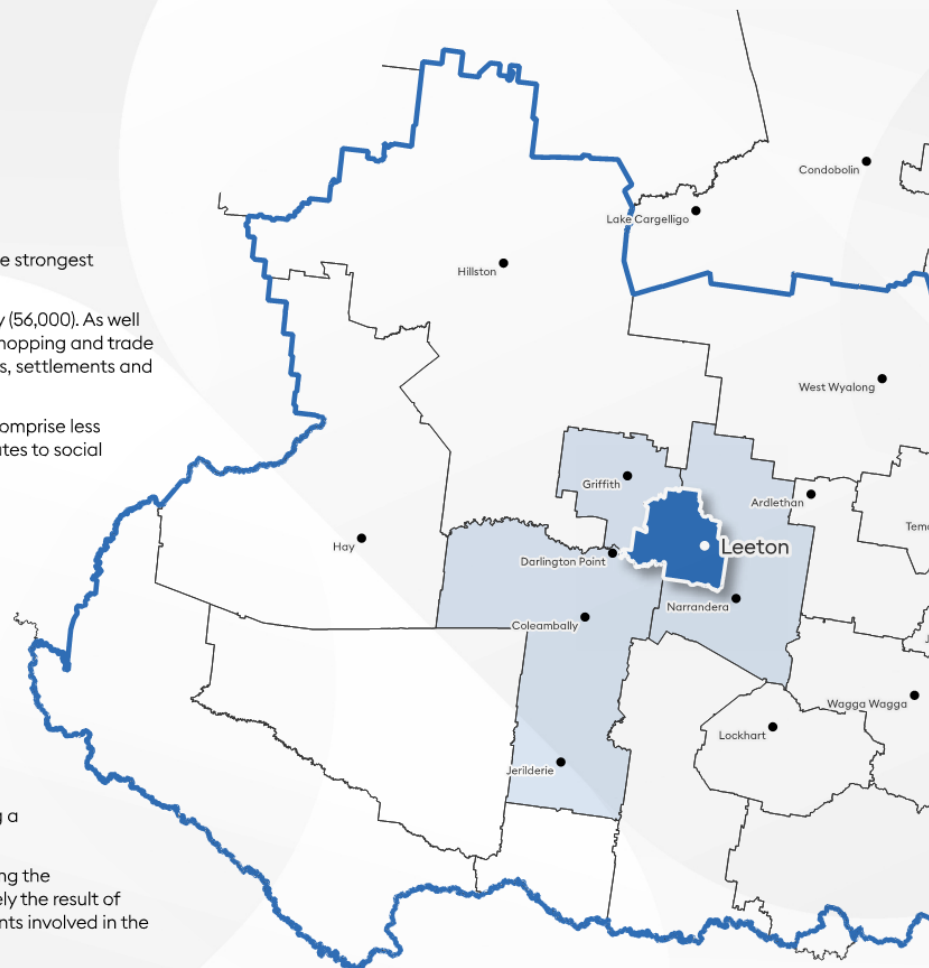 e strongest
y (56,000). As well
hopping and trade
s, settlements and
omprise less
tes to social
g a
ng the
ely the result of
nts involved in the
Condobolin
Lake Cargelligo
Hillston
West Wyalong
Griffith
Ardlethan
Tem
Hay
Leeton
Darlington Point
Narrandera
Coleambally
Wagga Wagga
Lockhart
Jerilderie